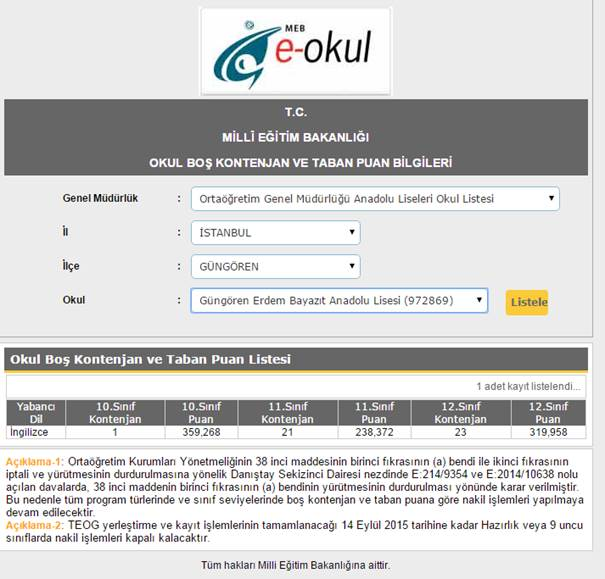 MEB
e-okul
T.C.
MİLLÎ EĞİTİM BAKANLIĞI
OKUL BOŞ KONTENJAN VE TABAN PUAN BİLGİLERİ
Genel Müdürlük : Ortaöğretim Genel Müdürlüğü Anadolu Liseleri Okul Listesi
İl : İSTANBUL
İlçe : GÜNGÖREN
Okul : Güngören Erdem Bayazıt Anadolu Lisesi (972869) Listele
Okul Boş Kontenjan ve Taban Puan Listesi
1 adet kayıt listelendi...
Yabancı 10.Sınıf 10.Sınıf 11.Sınıf 11.Sınıf 12.Sınıf 12.Sınıf
Dil Kontenjan Puan Kontenjan Puan Kontenjan Puan
İngilizce 1 359,268 21 238,372 23 319,958
Açıklama-1: Ortaöğretim Kurumları Yönetmeliğinin 38 inci maddesinin birinci fıkrasının (a) bendi ile ikinci fıkrasının
iptali ve yürütmesinin durdurulmasına yönelik Danıştay Sekizinci Dairesi nezdinde E:214/9354 ve E:2014/10638 nolu
açılan davalarda, 38 inci maddenin birinci fıkrasının (a) bendinin yürütmesinin durdurulması yönünde karar verilmiştir.
Bu nedenle tüm program türlerinde ve sınıf seviyelerinde boş kontenjan ve taban puana göre nakil işlemleri yapılmaya
devam edilecektir.
Açıklama-2: TEOG yerleştirme ve kayıt işlemlerinin tamamlanacağı 14 Eylül 2015 tarihine kadar Hazırlık veya 9 uncu
sınıflarda nakil işlemleri kapalı kalacaktır.
Tüm hakları Milli Eğitim Bakanlığına aittir.